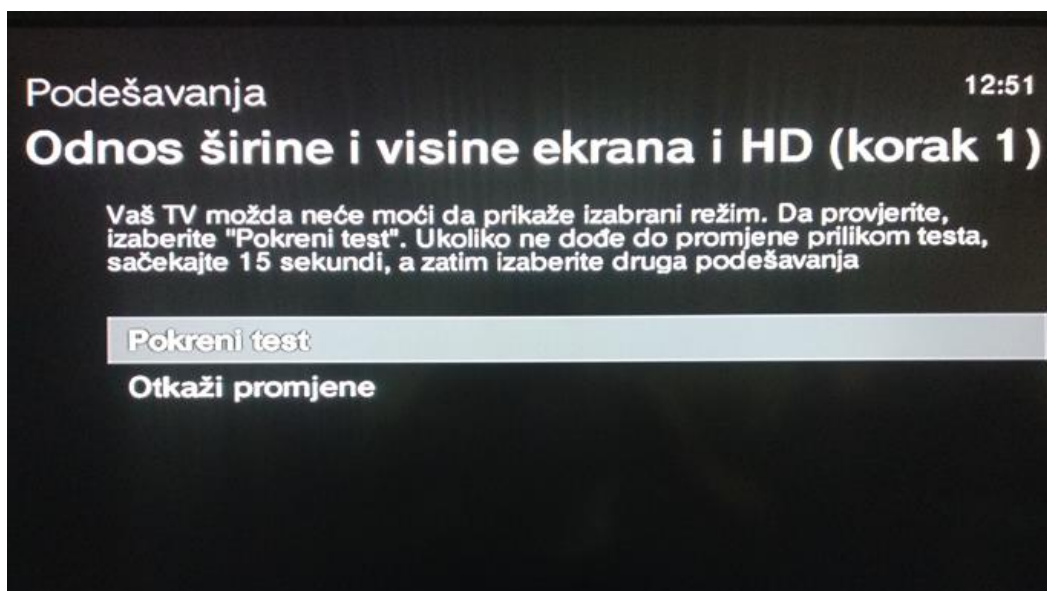 Podešavanja
12:51
Odnos širine i visine ekrana i HD (korak 1)
Vaš TV možda neće moći da prikaže izabrani režim. Da provjerite,
izaberite "Pokreni test". Ukoliko ne dođe do promjene prilikom testa,
sačekajte 15 sekundi, a zatim izaberite druga podešavanja
Pokreni test
Otkaži promjene